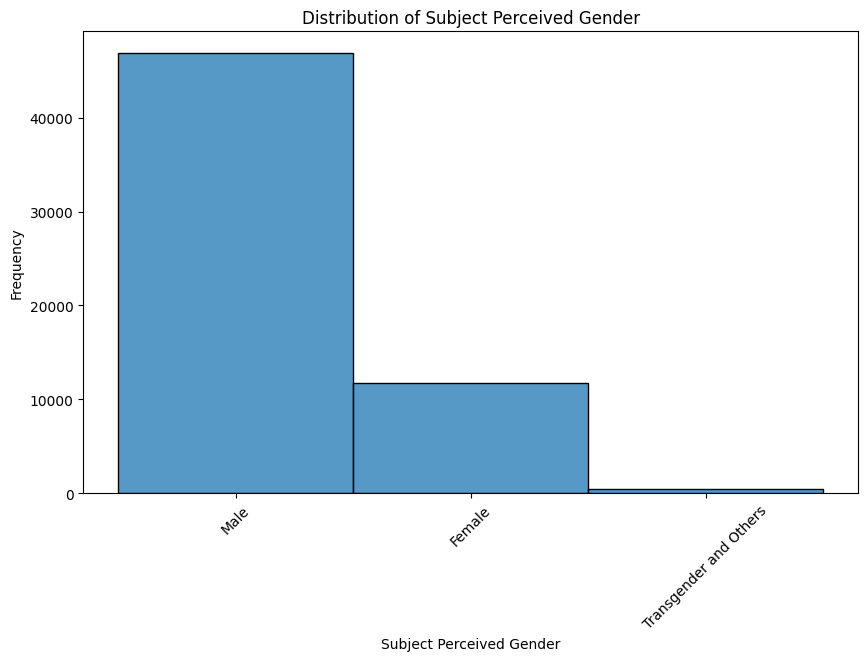 Distribution of Subject Perceived Gender
Frequency
40000
30000
20000
10000
0
Male
Female
Transgender and Others
Subject Perceived Gender